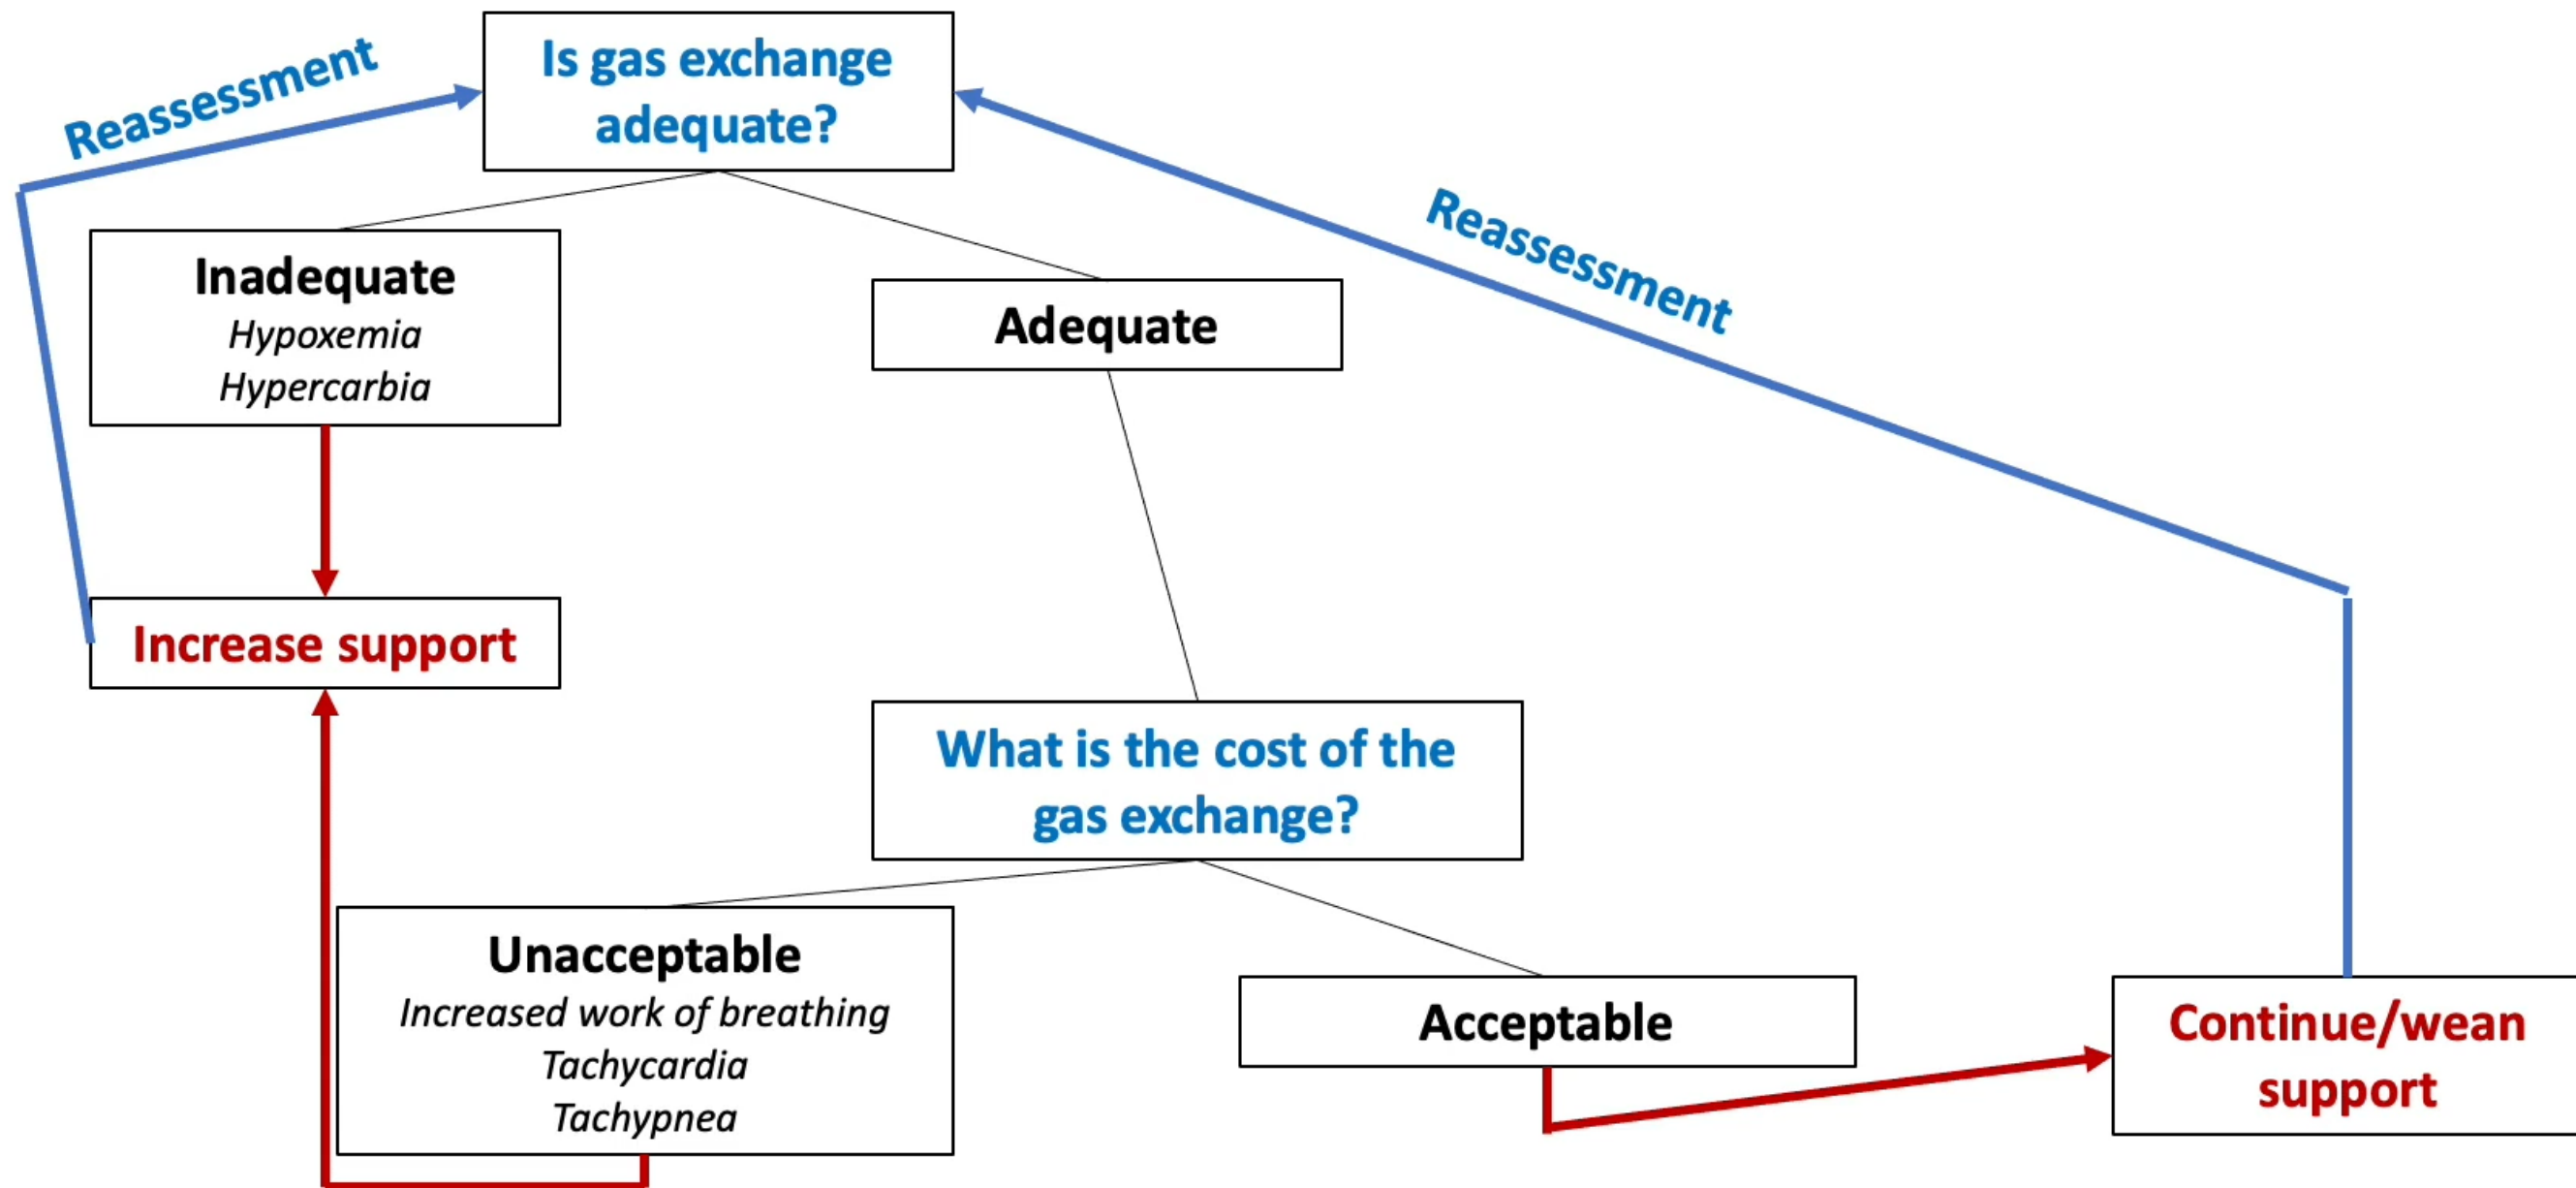 Reassessment
Is gas exchange
adequate?
Reassessment
Inadequate
Hypoxemia
Hypercarbia
Adequate
Increase support
What is the cost of the
gas exchange?
Unacceptable
Increased work of breathing
Tachycardia
Tachypnea
Acceptable
Continue/wean
support